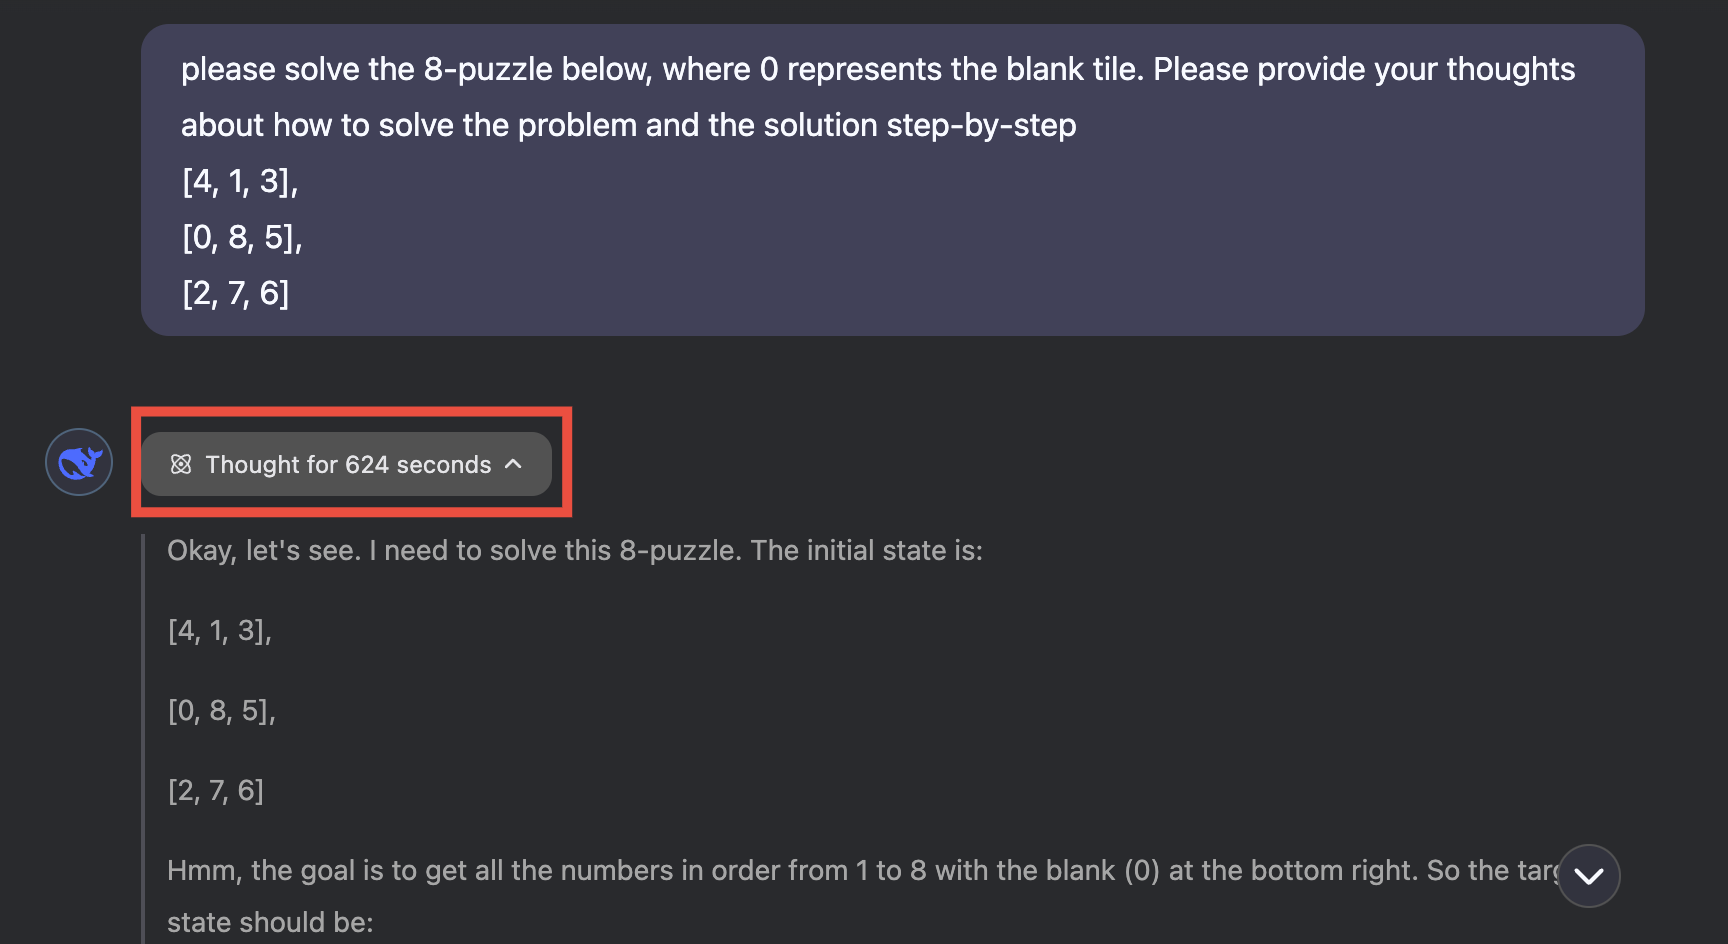 please solve the 8-puzzle below, where 0 represents the blank tile. Please provide your thoughts
about how to solve the problem and the solution step-by-step
[4, 1, 3],
[0, 8, 5],
[2, 7, 6]
Thought for 624 seconds
Okay, let's see. I need to solve this 8-puzzle. The initial state is:
[4, 1, 3],
[0, 8, 5],
[2, 7, 6]
Hmm, the goal is to get all the numbers in order from 1 to 8 with the blank (0) at the bottom right. So the
state should be: